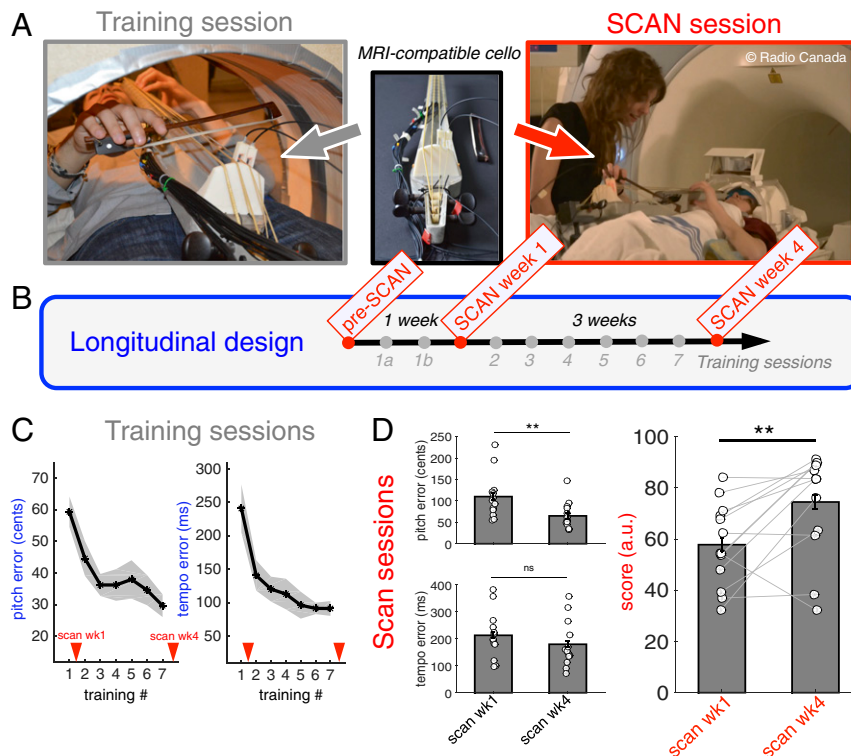 A
Training session
MRI-compatible cello
SCAN session
© Radio Canada
B
Longitudinal design
pre-SCAN
1 week
SCAN week 1
3 weeks
SCAN week 4
1a 1b 2 3 4 5 6 7 Training sessions
C
Training sessions
pitch error (cents)
70
60
50
40
30
20
scan wk1
scan wk4
1 2 3 4 5 6 7
training #
tempo error (ms)
300
250
200
150
100
50
1 2 3 4 5 6 7
training #
D
Scan sessions
pitch error (cents)
250
200
150
100
50
0
**
tempo error (ms)
400
300
200
100
0
ns
scan wk1
scan wk4
score (a.u.)
100
80
60
40
20
0
**
scan wk1
scan wk4